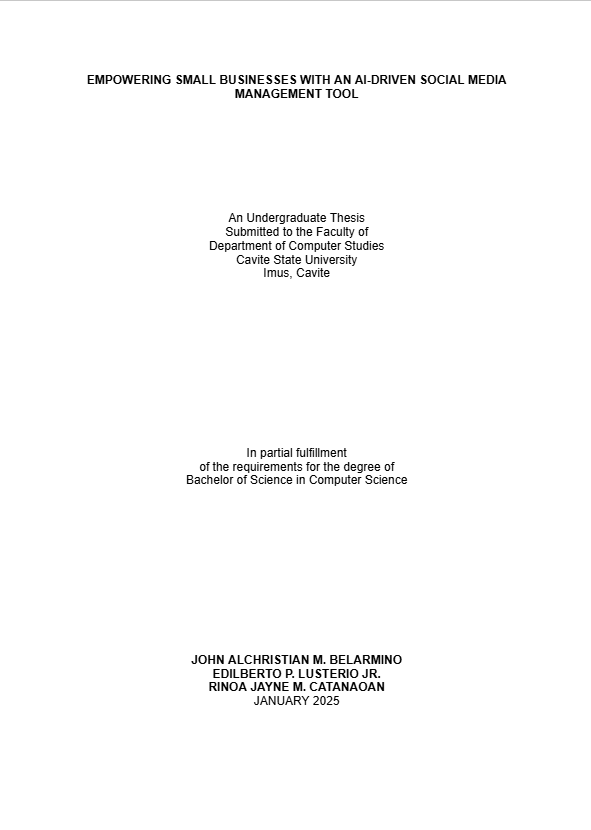 EMPOWERING SMALL BUSINESSES WITH AN AI-DRIVEN SOCIAL MEDIA
MANAGEMENT TOOL
An Undergraduate Thesis
Submitted to the Faculty of
Department of Computer Studies
Cavite State University
Imus, Cavite
In partial fulfillment
of the requirements for the degree of
Bachelor of Science in Computer Science
JOHN ALCHRISTIAN M. BELARMINO
EDILBERTO P. LUSTERIO JR.
RINOA JAYNE M. CATANAOAN
JANUARY 2025